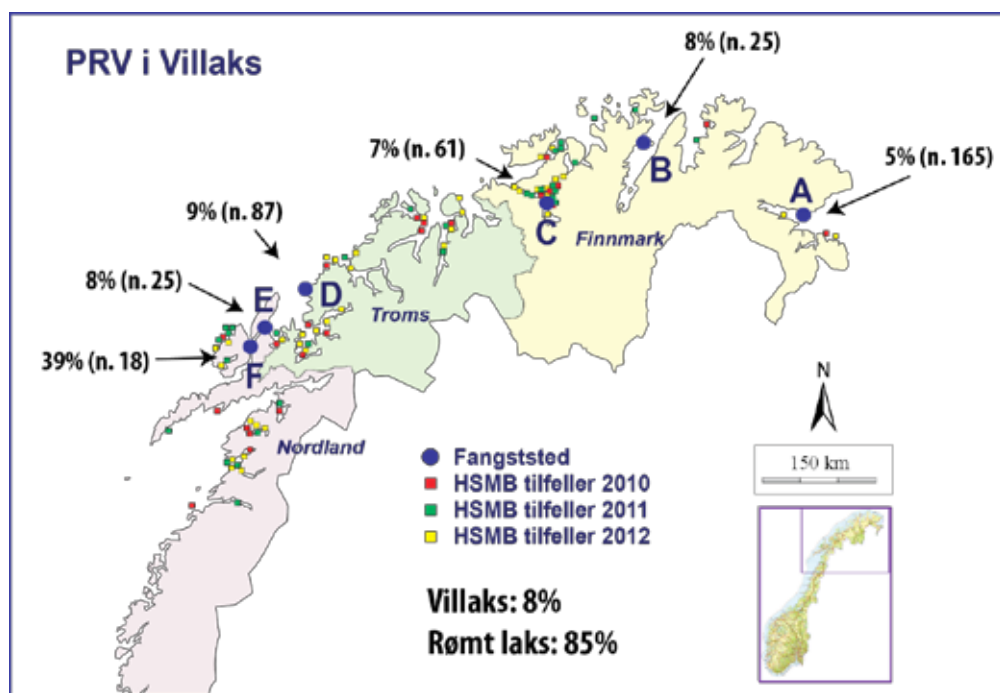 PRV i Villaks
8% (n. 25)
7% (n. 61)
5% (n. 165)
B
A
9% (n. 87)
C
Finnmark
8% (n. 25)
E
D
Troms
39% (n. 18)
F
N
Nordland
Fangststed
HSMB tilfeller 2010
HSMB tilfeller 2011
HSMB tilfeller 2012
150 km
Villaks: 8%
Rømt laks: 85%